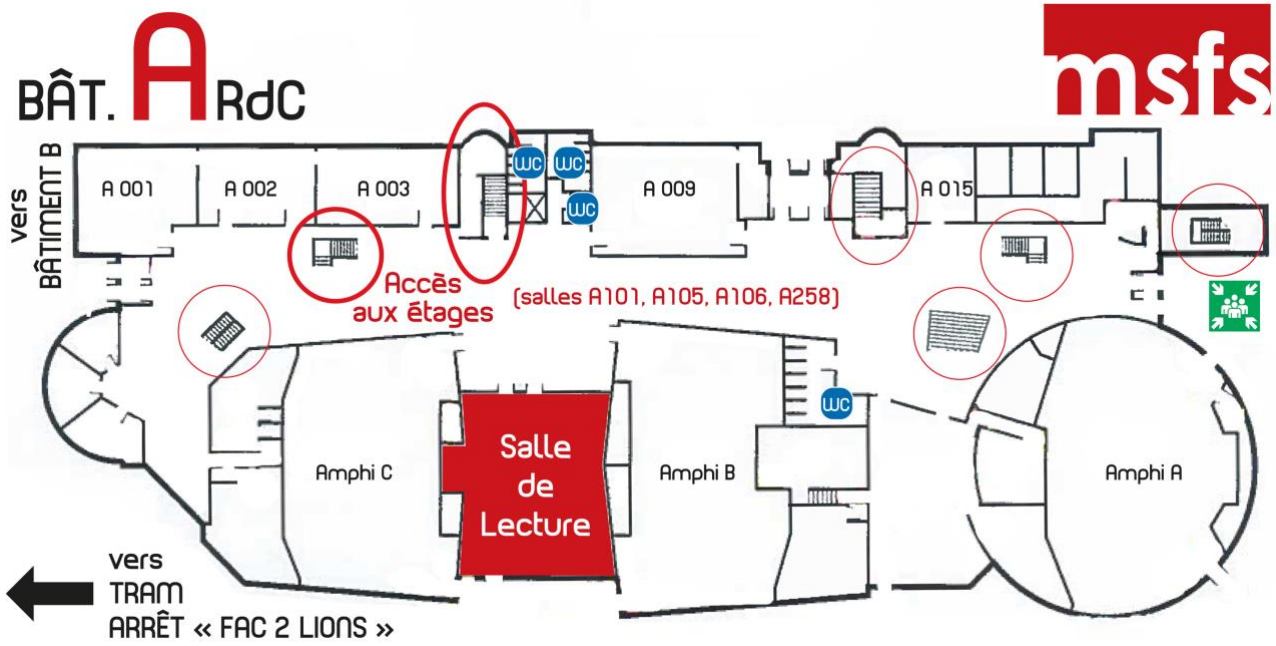 BÂT. A RdC
msfs
vers
BÂTIMENT B
A 001
A 002
A 003
WC
WC
WC
A 009
A 015
Accès
aux étages
(salles A101, A105, A106, A258)
WC
Amphi C
Salle
de
Lecture
Amphi B
Amphi A
vers
TRAM
ARRÊT « FAC 2 LIONS »